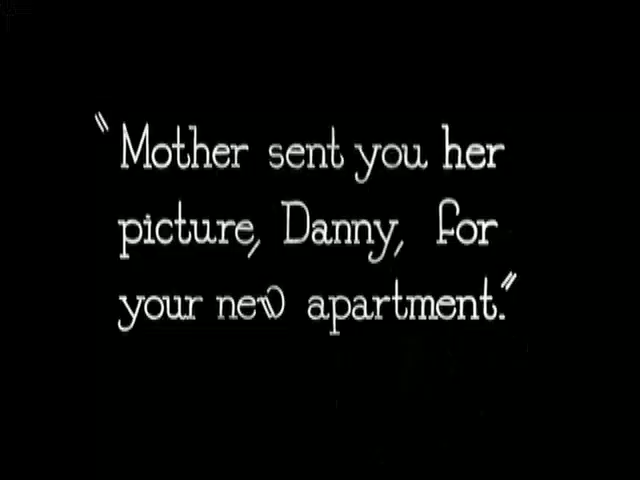 "Mother sent you her
picture, Danny, for
your new apartment."